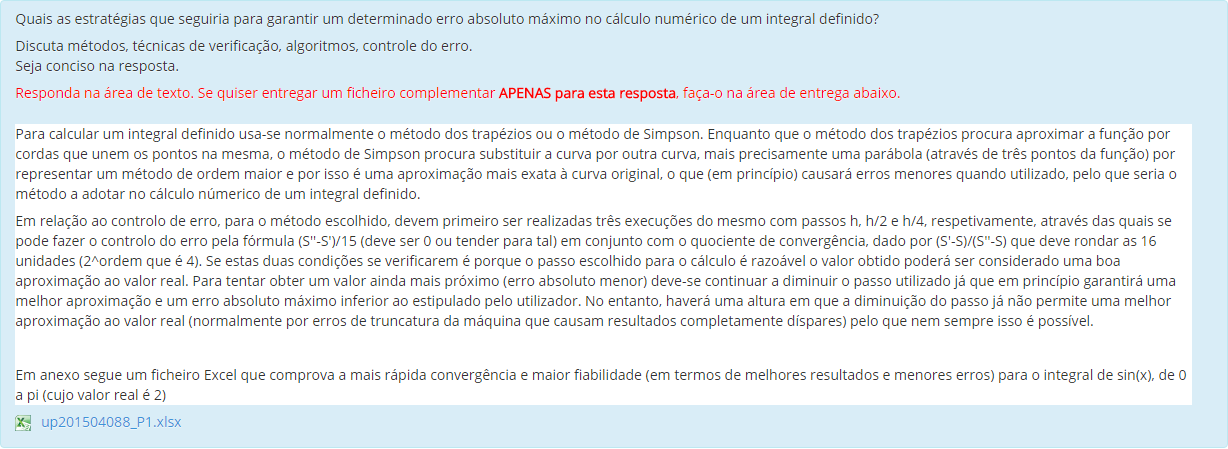 Quais as estratégias que seguiria para garantir um determinado erro absoluto máximo no cálculo numérico de um integral definido?
Discuta métodos, técnicas de verificação, algoritmos, controle do erro.
Seja conciso na resposta.
Responda na área de texto. Se quiser entregar um ficheiro complementar APENAS para esta resposta, faça-o na área de entrega abaixo.
Para calcular um integral definido usa-se normalmente o método dos trapézios ou o método de Simpson. Enquanto que o método dos trapézios procura aproximar a função por
cordas que unem os pontos na mesma, o método de Simpson procura substituir a curva por outra curva, mais precisamente uma parábola (através de três pontos da função) por
representar um método de ordem maior e por isso é uma aproximação mais exata à curva original, o que (em princípio) causará erros menores quando utilizado, pelo que seria o
método a adotar no cálculo númerico de um integral definido.
Em relação ao controlo de erro, para o método escolhido, devem primeiro ser realizadas três execuções do mesmo com passos h, h/2 e h/4, respetivamente, através das quais se
pode fazer o controlo do erro pela fórmula (S''-S')/15 (deve ser 0 ou tender para tal) em conjunto com o quociente de convergência, dado por (S'-S)/(S''-S) que deve rondar as 16
unidades (2^ordem que é 4). Se estas duas condições se verificarem é porque o passo escolhido para o cálculo é razoável o valor obtido poderá ser considerado uma boa
aproximação ao valor real. Para tentar obter um valor ainda mais próximo (erro absoluto menor) deve-se continuar a diminuir o passo utilizado já que em princípio garantirá uma
melhor aproximação e um erro absoluto máximo inferior ao estipulado pelo utilizador. No entanto, haverá uma altura em que a diminuição do passo já não permite uma melhor
aproximação ao valor real (normalmente por erros de truncatura da máquina que causam resultados completamente díspares) pelo que nem sempre isso é possível.
Em anexo segue um ficheiro Excel que comprova a mais rápida convergência e maior fiabilidade (em termos de melhores resultados e menores erros) para o integral de sin(x), de 0
a pi (cujo valor real é 2)
up201504088_P1.xlsx